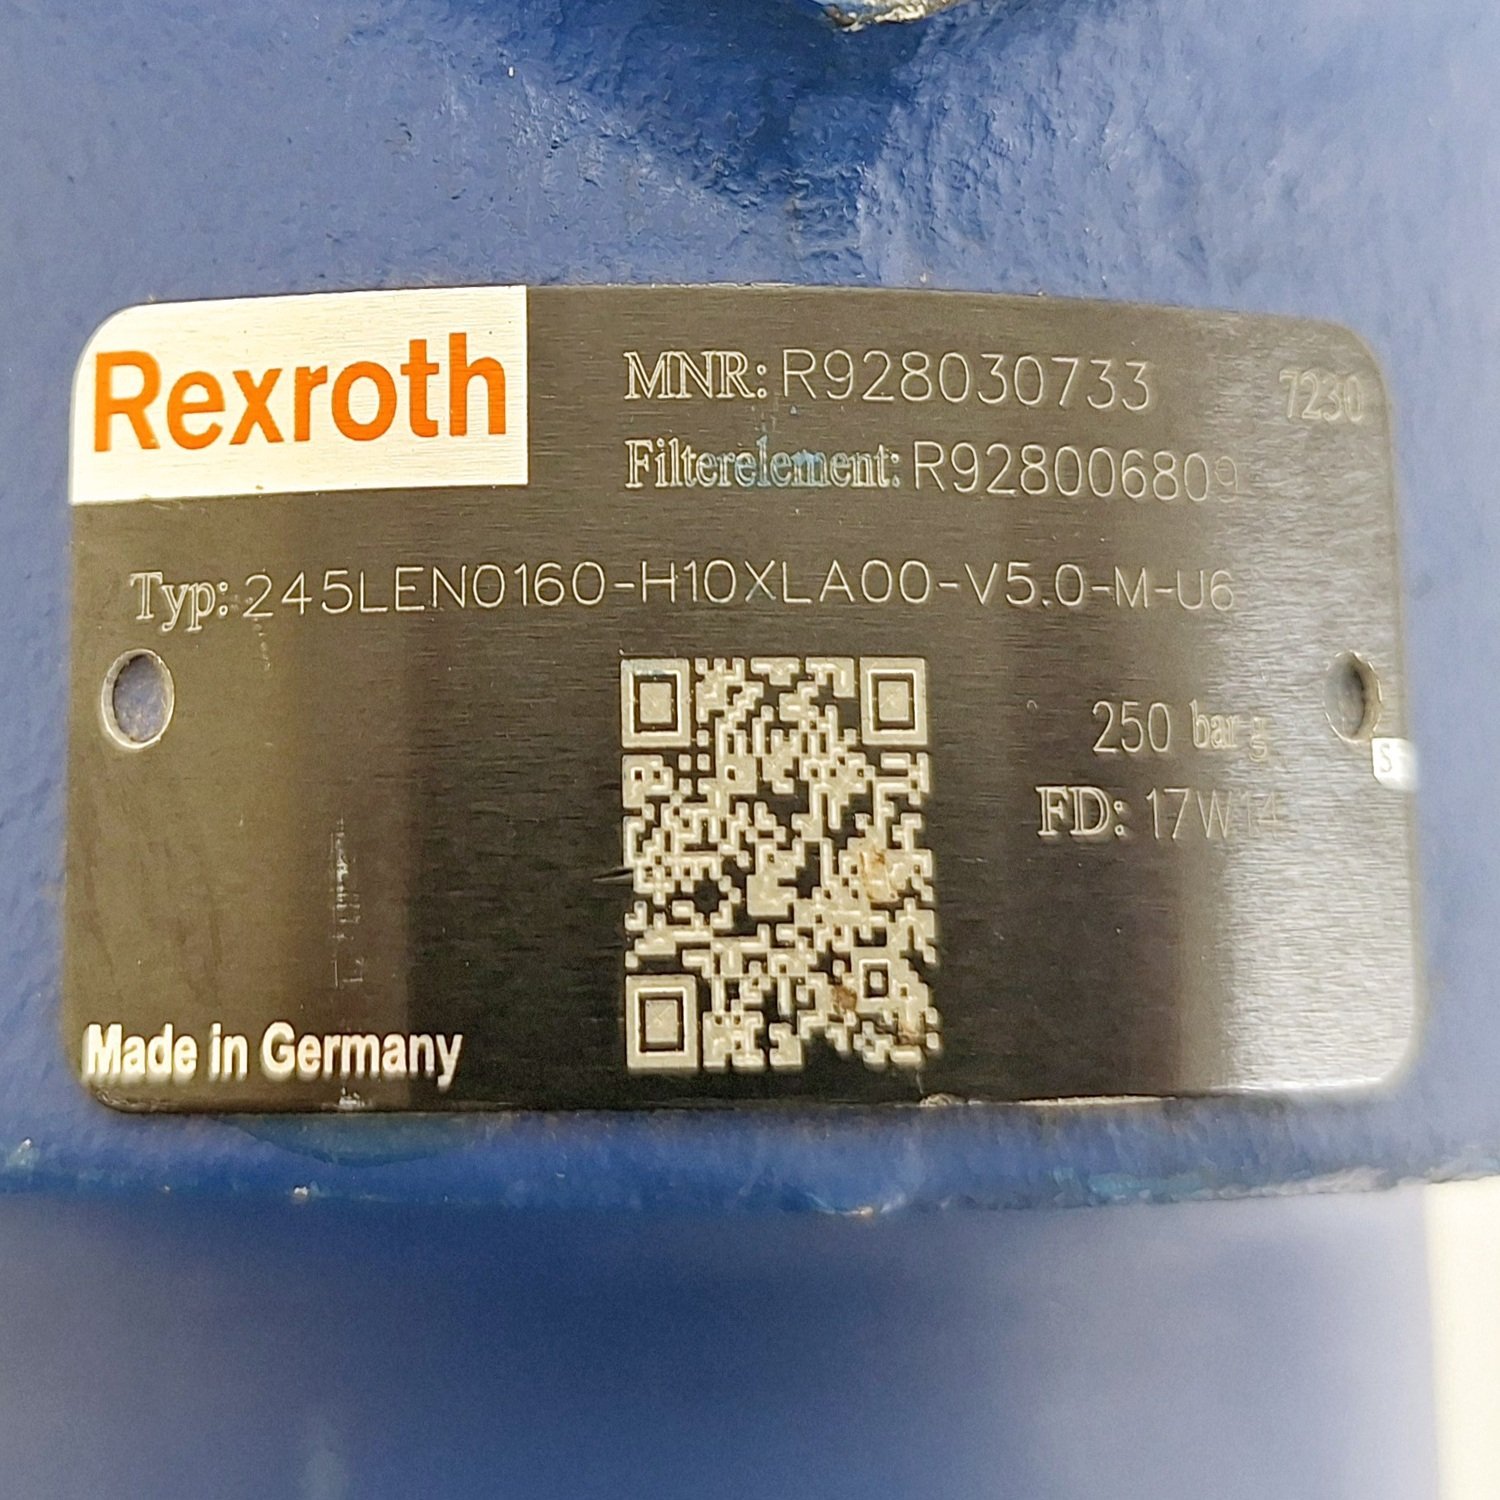 Rexroth
MNR: R928030733
7230
Filterelement: R928006809
Typ: 245LEN0160-H10XLA00-V5.0-M-U6
250 bar g
S
FD: 17W14
Made in Germany